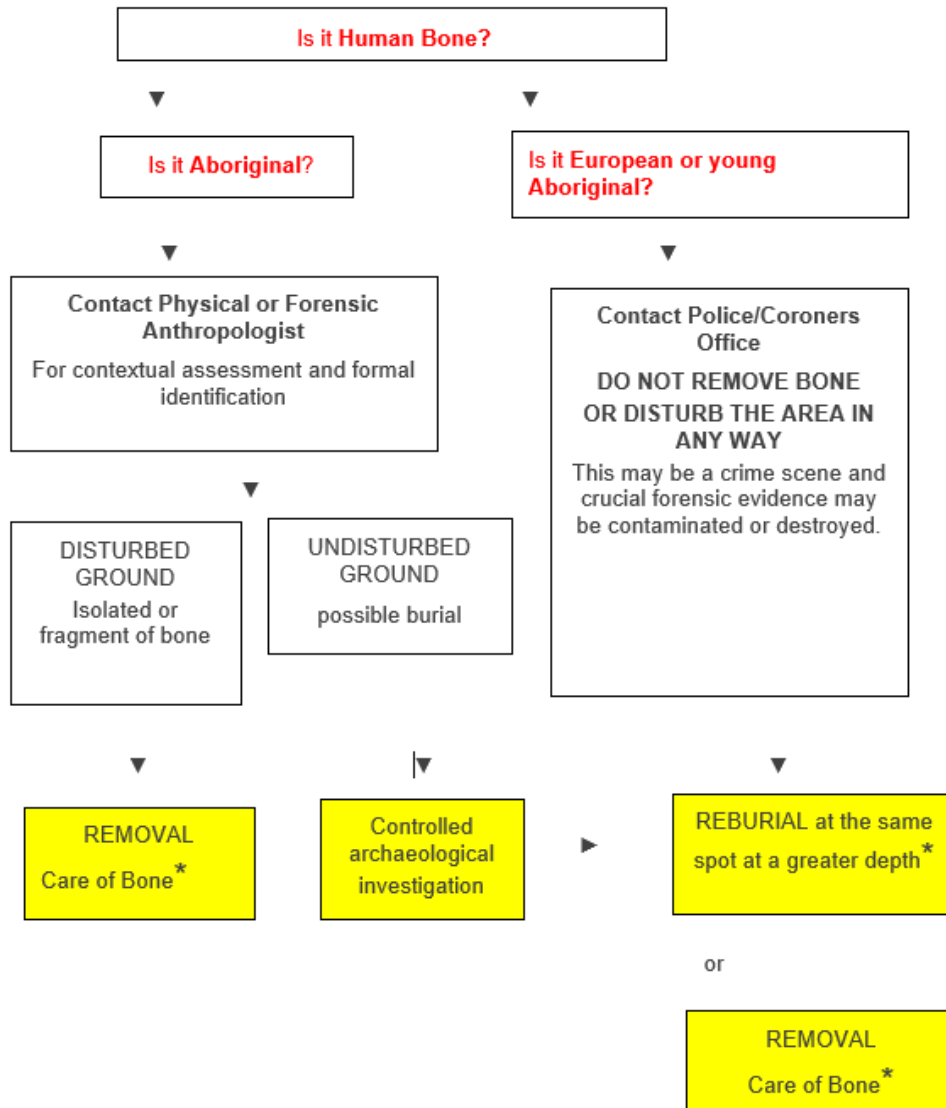 Is it Human Bone?
Is it Aboriginal?
Is it European or young
Aboriginal?
Contact Physical or Forensic
Anthropologist
For contextual assessment and formal
identification
Contact Police/Coroners
Office
DO NOT REMOVE BONE
OR DISTURB THE AREA IN
ANY WAY
This may be a crime scene and
crucial forensic evidence may
be contaminated or destroyed.
DISTURBED
GROUND
Isolated or
fragment of bone
UNDISTURBED
GROUND
possible burial
REMOVAL
Care of Bone*
Controlled
archaeological
investigation
REBURIAL at the same
spot at a greater depth*
or
REMOVAL
Care of Bone*